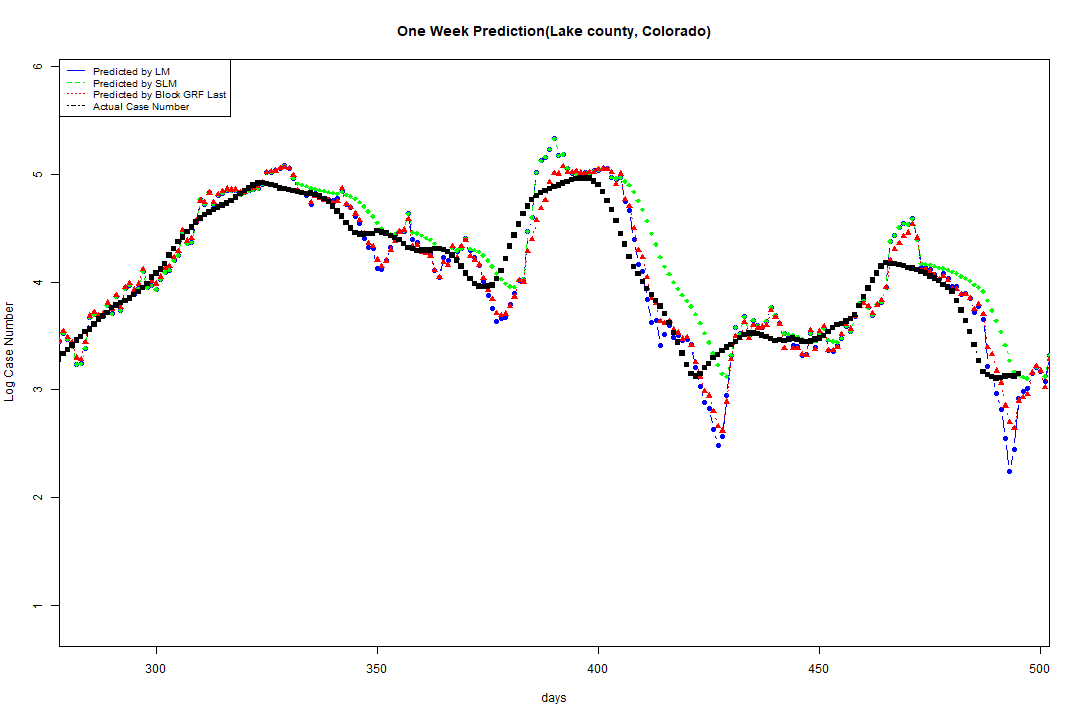 One Week Prediction(Lake county, Colorado)
Predicted by LM
Predicted by SLM
Predicted by Block GRF Last
Actual Case Number
6
5
4
3
2
1
Log Case Number
300
350
400
450
500
days